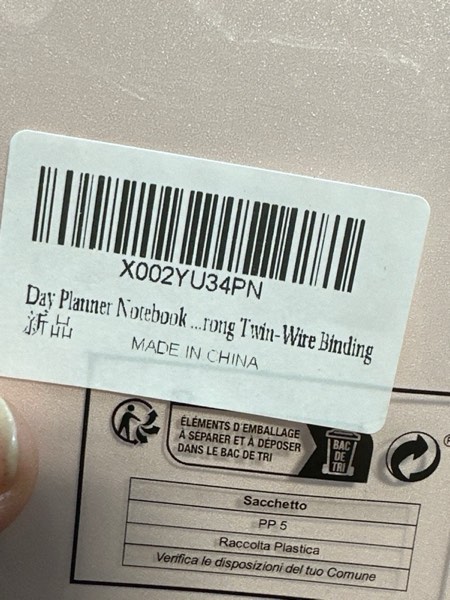 X002YU34PN
Day Planner Notebook ...rong Twin-Wire Binding
新品
MADE IN CHINA
ÉLÉMENTS D'EMBALLAGE
À SÉPARER ET À DÉPOSER
DANS LE BAC DE TRI
BAC
DE
TRI
®
Sacchetto
PP 5
Raccolta Plastica
Verifica le disposizioni del tuo Comune